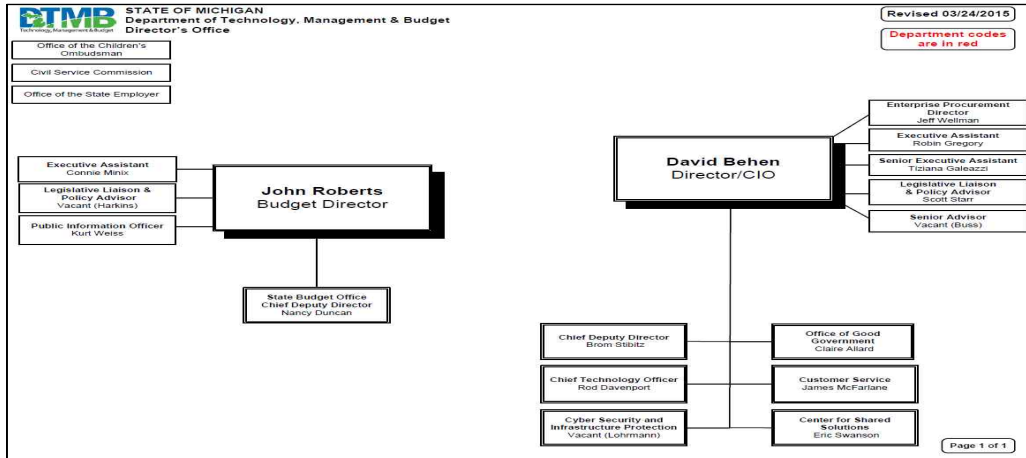 DTMB
Technology, Management & Budget
STATE OF MICHIGAN
Department of Technology, Management & Budget
Director's Office
Revised 03/24/2015
Department codes
are in red
Office of the Children's
Ombudsman
Civil Service Commission
Office of the State Employer
Executive Assistant
Connie Minix
Legislative Liaison &
Policy Advisor
Vacant (Harkins)
Public Information Officer
Kurt Weiss
John Roberts
Budget Director
State Budget Office
Chief Deputy Director
Nancy Duncan
David Behen
Director/CIO
Enterprise Procurement
Director
Jeff Wellman
Executive Assistant
Robin Gregory
Senior Executive Assistant
Tiziana Galeazzi
Legislative Liaison
& Policy Advisor
Scott Starr
Senior Advisor
Vacant (Buss)
Chief Deputy Director
Brom Stibitz
Office of Good
Government
Claire Allard
Chief Technology Officer
Rod Davenport
Customer Service
James McFarlane
Cyber Security and
Infrastructure Protection
Vacant (Lohrmann)
Center for Shared
Solutions
Eric Swanson
Page 1 of 1